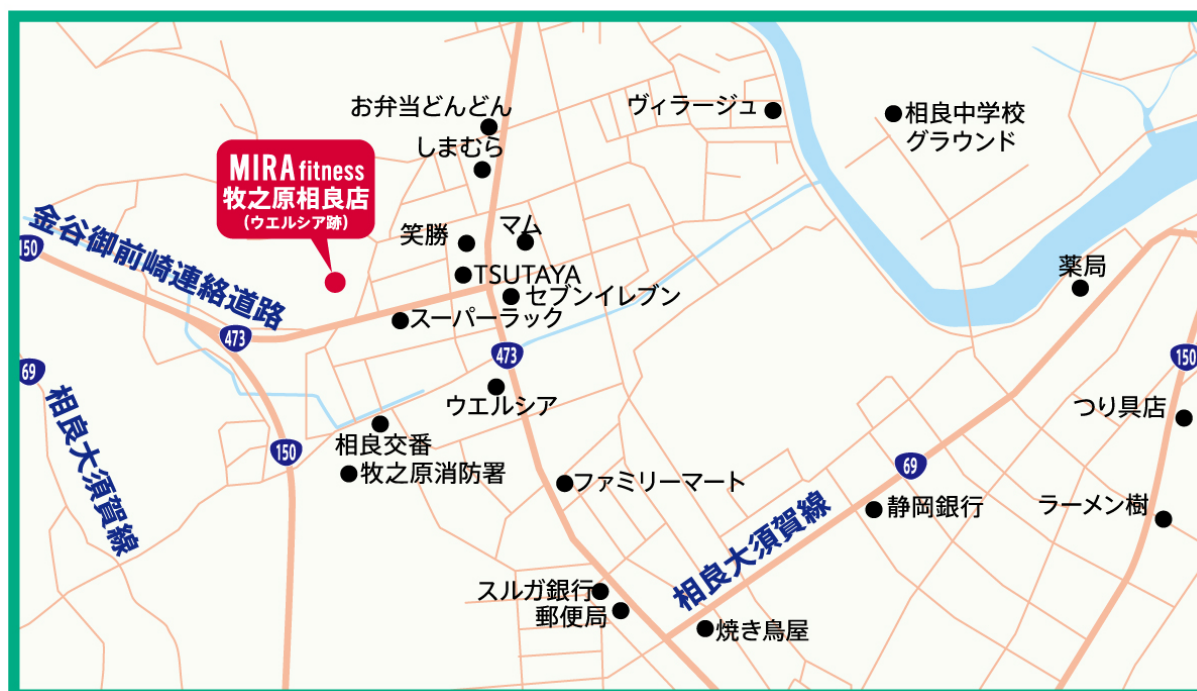 お弁当どんどん
しまむら
ヴィラージュ
相良中学校
グラウンド
MIRA fitness
牧之原相良店
(ウエルシア跡)
金谷御前崎連絡道路
150
笑勝
マム
TSUTAYA
セブンイレブン
薬局
スーパーラック
473
473
150
69
相良大須賀線
ウエルシア
つり具店
相良交番
150
牧之原消防署
ファミリーマート
69
静岡銀行
ラーメン樹
相良大須賀線
スルガ銀行
郵便局
焼き鳥屋